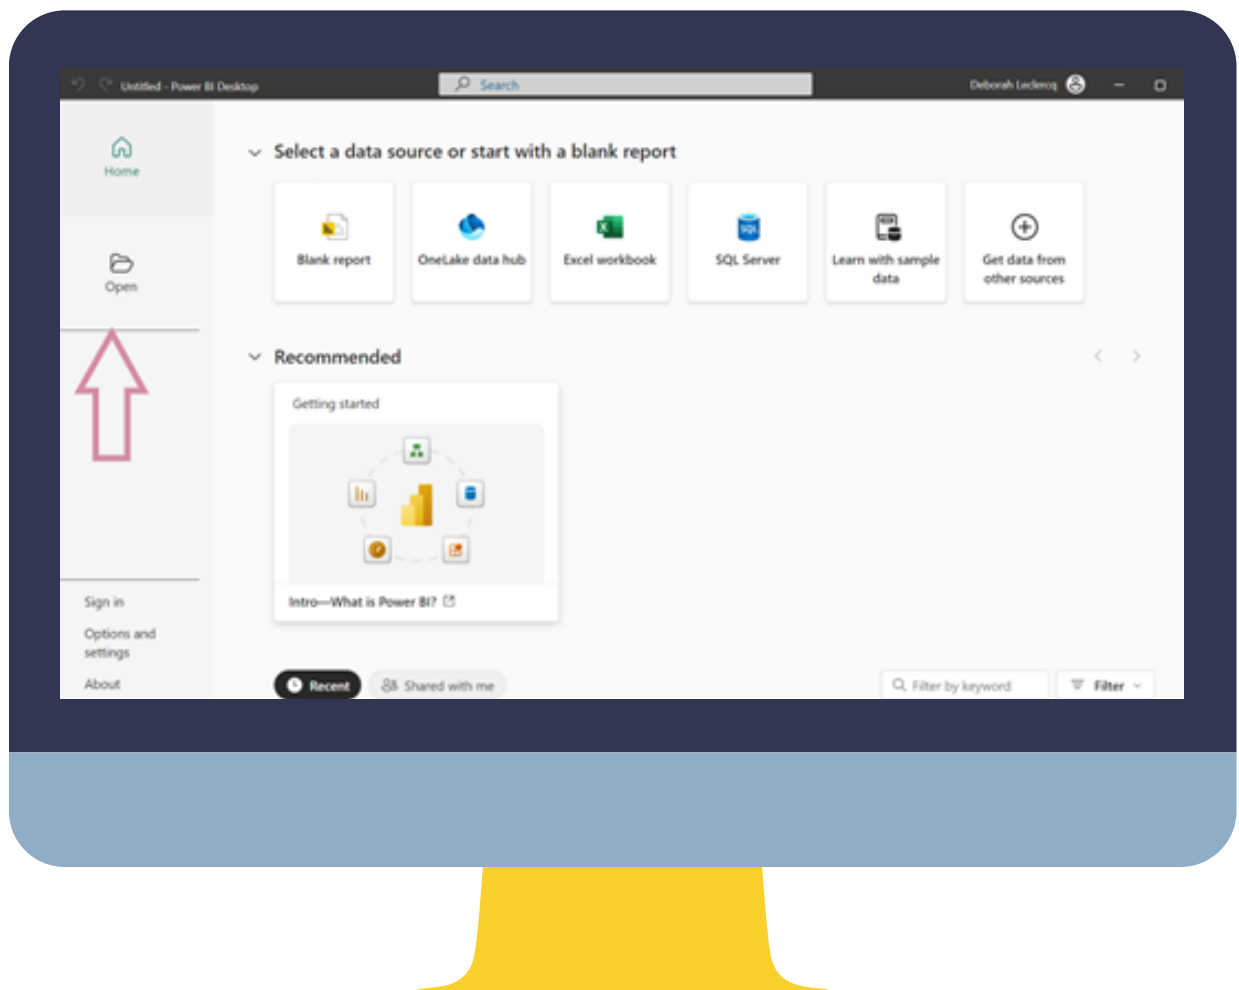 Untitled - Power BI Desktop
Search
Deborah Leclercq
Home
Open
Select a data source or start with a blank report
Blank report
OneLake data hub
Excel workbook
SQL
SQL Server
Learn with sample
data
Get data from
other sources
Recommended
Getting started
Intro—What is Power BI?
Sign in
Options and
settings
About
Recent
Shared with me
Filter by keyword
Filter